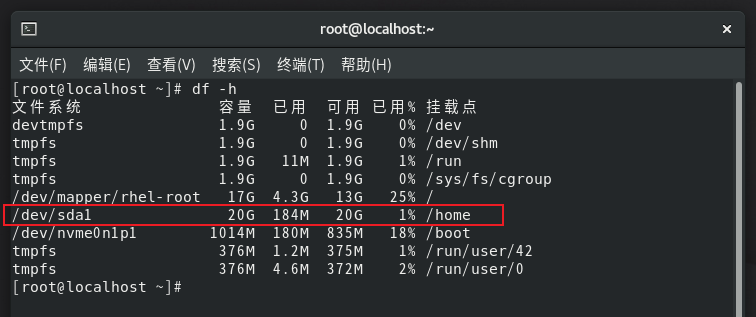 root@localhost:~
文件(F) 编辑(E) 查看(V) 搜索(S) 终端(T) 帮助(H)
[root@localhost ~]# df -h
文件系统 容量 已用 可用 已用% 挂载点
devtmpfs 1.9G 0 1.9G 0% /dev
tmpfs 1.9G 0 1.9G 0% /dev/shm
tmpfs 1.9G 11M 1.9G 1% /run
tmpfs 1.9G 0 1.9G 0% /sys/fs/cgroup
/dev/mapper/rhel-root 17G 4.3G 13G 25% /
/dev/sda1 20G 184M 20G 1% /home
/dev/nvme0n1p1 1014M 180M 835M 18% /boot
tmpfs 376M 1.2M 375M 1% /run/user/42
tmpfs 376M 4.6M 372M 2% /run/user/0
[root@localhost ~]#